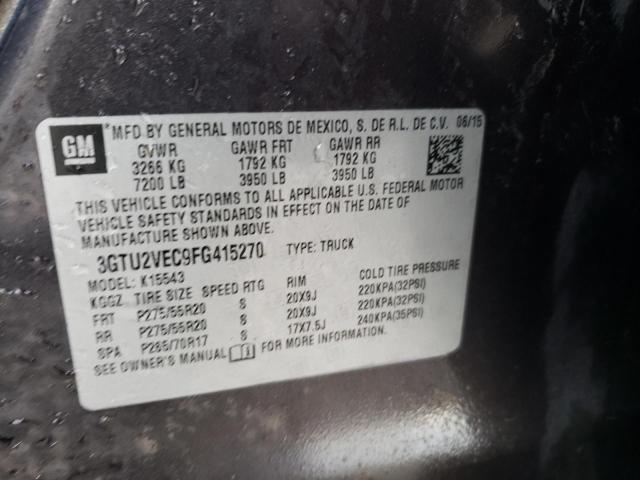 GM
*MFD BY GENERAL MOTORS DE MEXICO, S. DE R.L. DE C.V. 06/15
GVWR GAWR FRT GAWR RR
3266 KG 1792 KG 1792 KG
7200 LB 3950 LB 3950 LB
THIS VEHICLE CONFORMS TO ALL APPLICABLE U.S. FEDERAL MOTOR
VEHICLE SAFETY STANDARDS IN EFFECT ON THE DATE OF
MANUFACTURE SHOWN ABOVE.
3GTU2VEC9FG415270 TYPE: TRUCK
MODEL: K15543
KGGZ TIRE SIZE SPEED RTG RIM COLD TIRE PRESSURE
FRT P275/55R20 S 20X9J 220KPA(32PSI)
RR P275/55R20 S 20X9J 220KPA(32PSI)
SPA P265/70R17 S 17X7.5J 240KPA(35PSI)
SEE OWNER'S MANUAL FOR MORE INFORMATION.